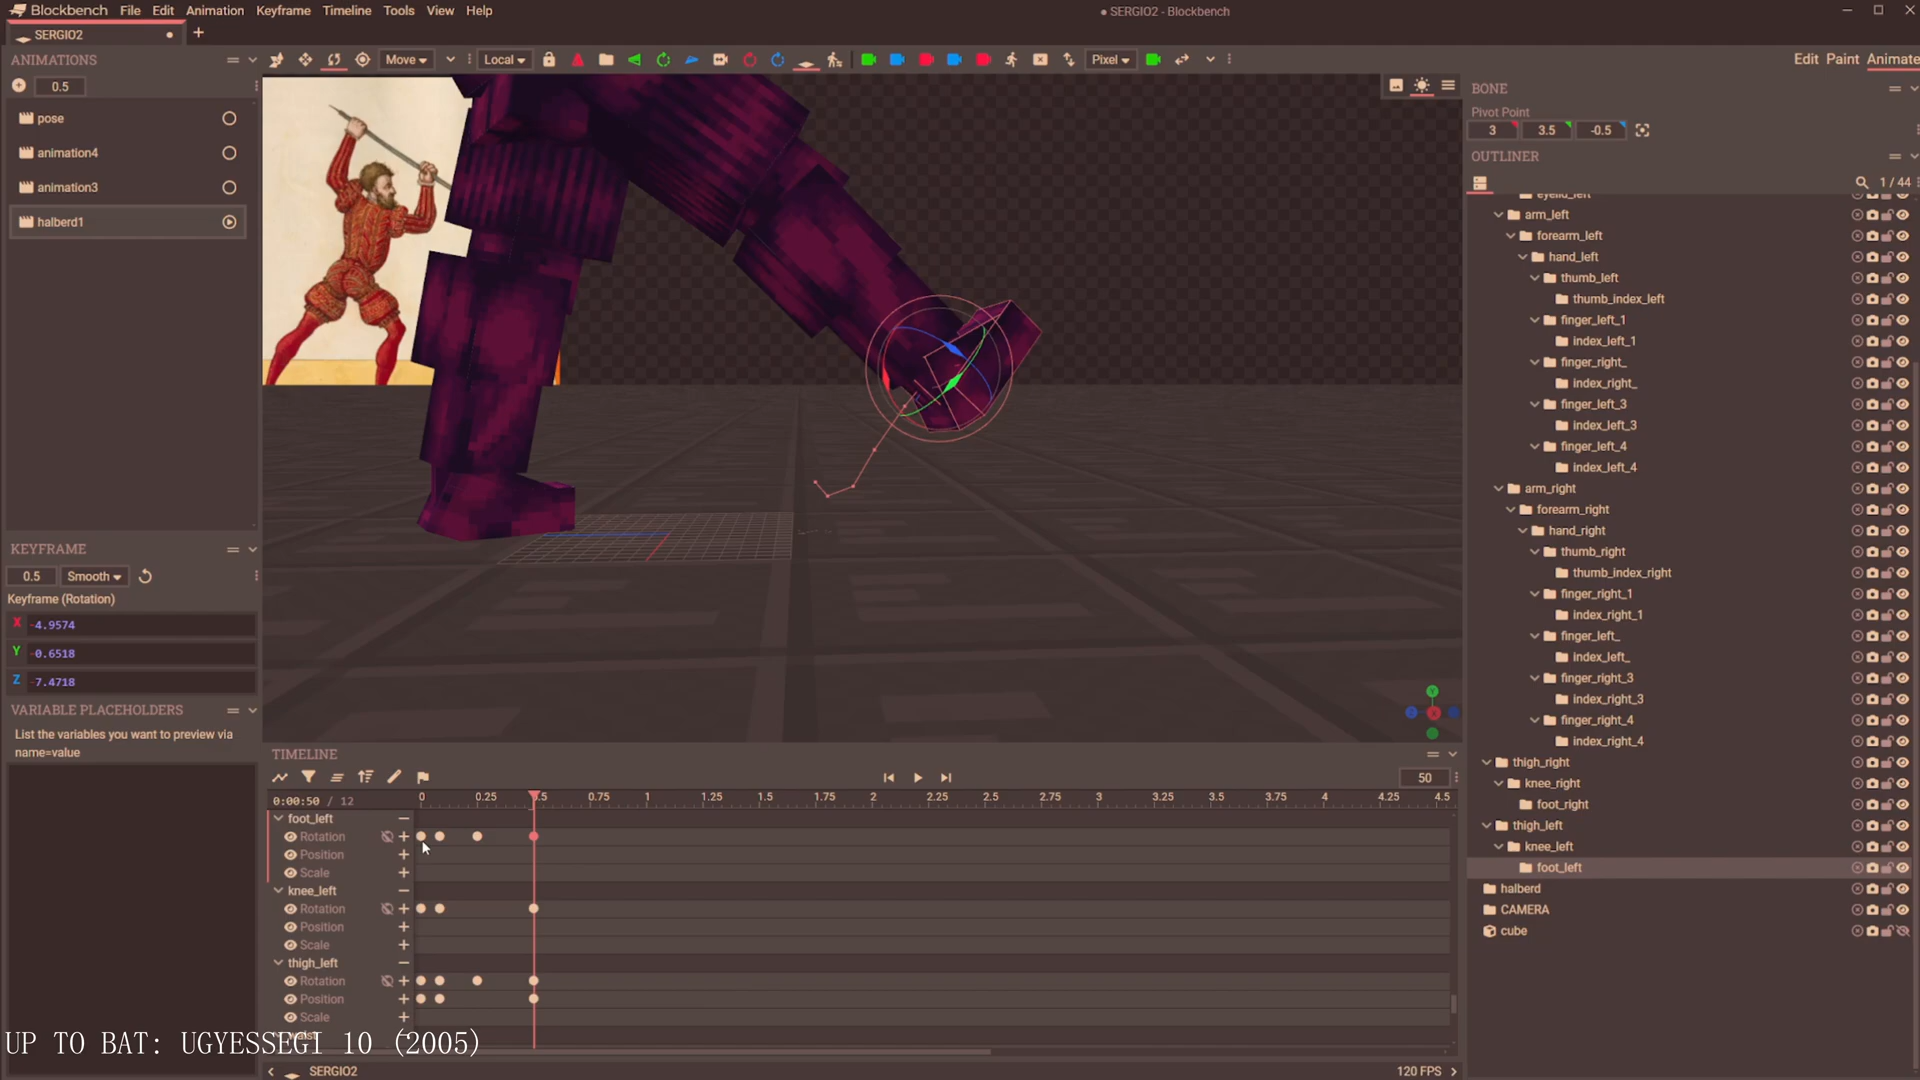 Blockbench File Edit Animation Keyframe Timeline Tools View Help
SERGIO2 - Blockbench
SERGIO2
ANIMATIONS
Move
Local
Pixel
Edit Paint Animate
0.5
pose
animation4
animation3
halberd1
BONE
Pivot Point
3 3.5 -0.5
OUTLINER
1 / 44
eyelid_left
arm_left
forearm_left
hand_left
thumb_left
thumb_index_left
finger_left_1
index_left_1
finger_right_
index_right_
finger_left_3
index_left_3
finger_left_4
index_left_4
arm_right
forearm_right
hand_right
thumb_right
thumb_index_right
finger_right_1
index_right_1
finger_left_
index_left_
finger_right_3
index_right_3
finger_right_4
index_right_4
thigh_right
knee_right
foot_right
thigh_left
knee_left
foot_left
halberd
CAMERA
cube
KEYFRAME
0.5 Smooth
Keyframe (Rotation)
X -4.9574
Y -0.6518
Z -7.4718
VARIABLE PLACEHOLDERS
List the variables you want to preview via
name=value
Y
Z X
TIMELINE
50
0:00:50 / 12
0 0.25 0.5 0.75 1 1.25 1.5 1.75 2 2.25 2.5 2.75 3 3.25 3.5 3.75 4 4.25 4.5
foot_left
Rotation
Position
Scale
knee_left
Rotation
Position
Scale
thigh_left
Rotation
Position
Scale
UP TO BAT: UGYESSEGI 10 (2005)
SERGIO2
120 FPS